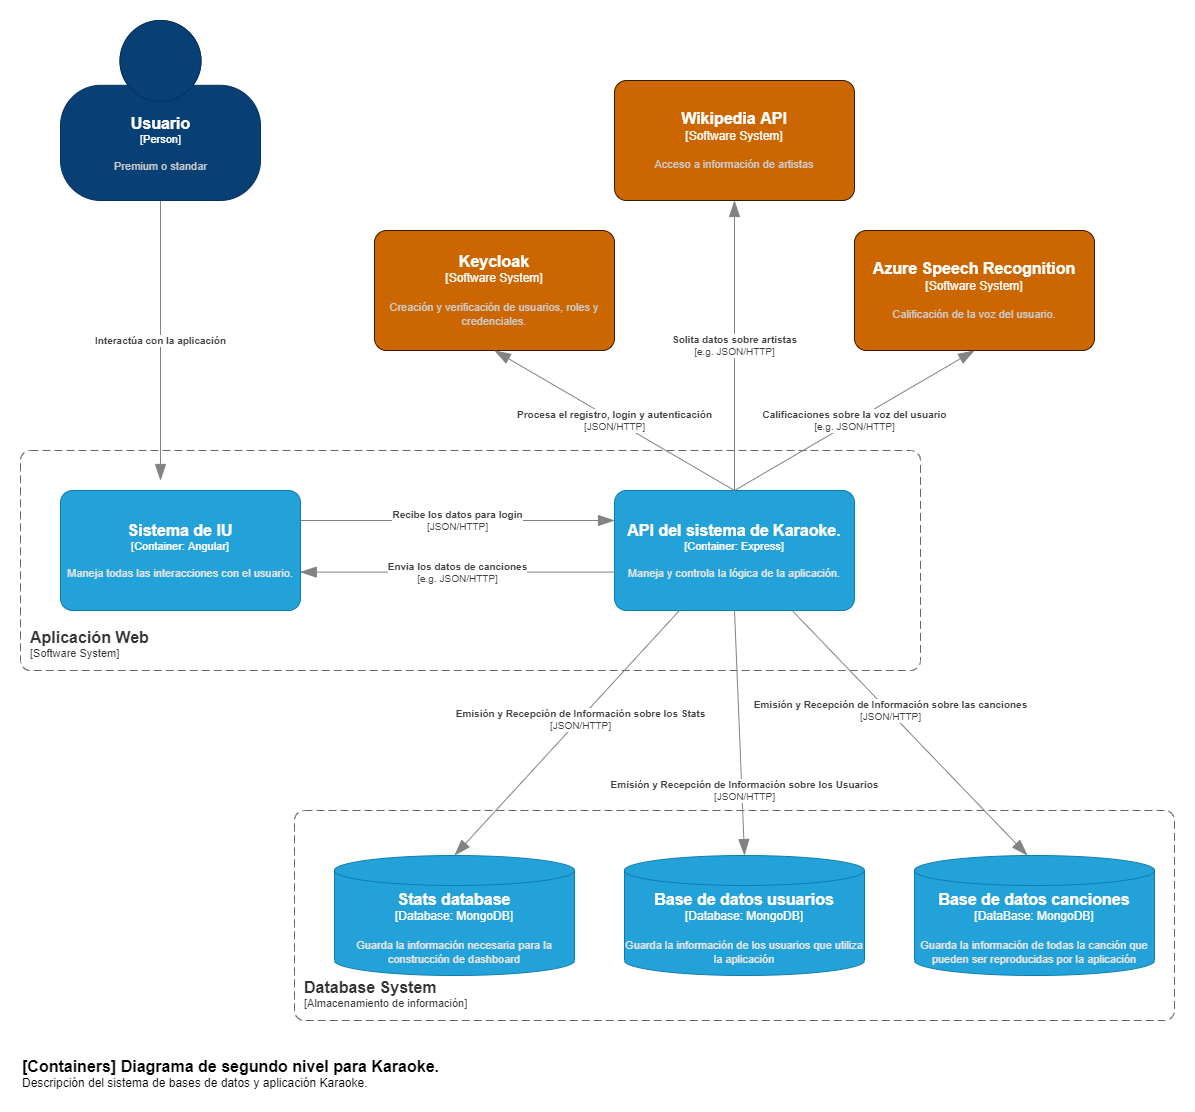 Usuario
[Person]
Premium o standar
Wikipedia API
[Software System]
Acceso a información de artistas
Keycloak
[Software System]
Creación y verificación de usuarios, roles y
credenciales.
Azure Speech Recognition
[Software System]
Calificación de la voz del usuario.
Interactúa con la aplicación
Solita datos sobre artistas
[e.g. JSON/HTTP]
Procesa el registro, login y autenticación
[JSON/HTTP]
Calificaciones sobre la voz del usuario
[e.g. JSON/HTTP]
Sistema de IU
[Container: Angular]
Maneja todas las interacciones con el usuario.
Recibe los datos para login
[JSON/HTTP]
Envia los datos de canciones
[e.g. JSON/HTTP]
API del sistema de Karaoke.
[Container: Express]
Maneja y controla la lógica de la aplicación.
Aplicación Web
[Software System]
Emisión y Recepción de Información sobre los Stats
[JSON/HTTP]
Emisión y Recepción de Información sobre las canciones
[JSON/HTTP]
Emisión y Recepción de Información sobre los Usuarios
[JSON/HTTP]
Stats database
[Database: MongoDB]
Guarda la información necesaria para la
construcción de dashboard
Base de datos usuarios
[Database: MongoDB]
Guarda la información de los usuarios que utiliza
la aplicación
Base de datos canciones
[DataBase: MongoDB]
Guarda la información de todas la canción que
pueden ser reproducidas por la aplicación
Database System
[Almacenamiento de información]
[Containers] Diagrama de segundo nivel para Karaoke.
Descripción del sistema de bases de datos y aplicación Karaoke.